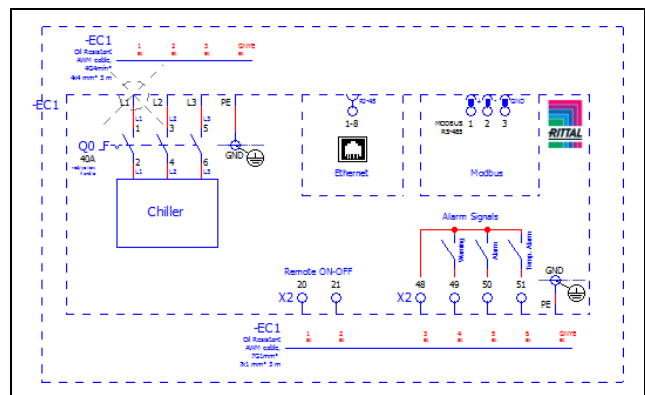 -EC1
Oil Resistant
AWM cable,
4G4mm²
4x4 mm² 3 m
1 2 3 GNYE
-EC1
L1 L2 L3 PE
L1 L2 L3
1 3 5
Q0
40A
2 4 6
L1 L2 L3
GND
Chiller
RJ-45
1-8
Ethernet
+ - GND
MODBUS 1 2 3
RS-485
Modbus
RITTAL
Alarm Signals
Warning
Alarm
Temp. Alarm
Remote ON-OFF
20 21
X2
48 49 50 51
X2
GND
PE
-EC1
Oil Resistant
AWM cable,
7G1mm²
7x1 mm² 3 m
1 2 3 4 5 6 GNYE